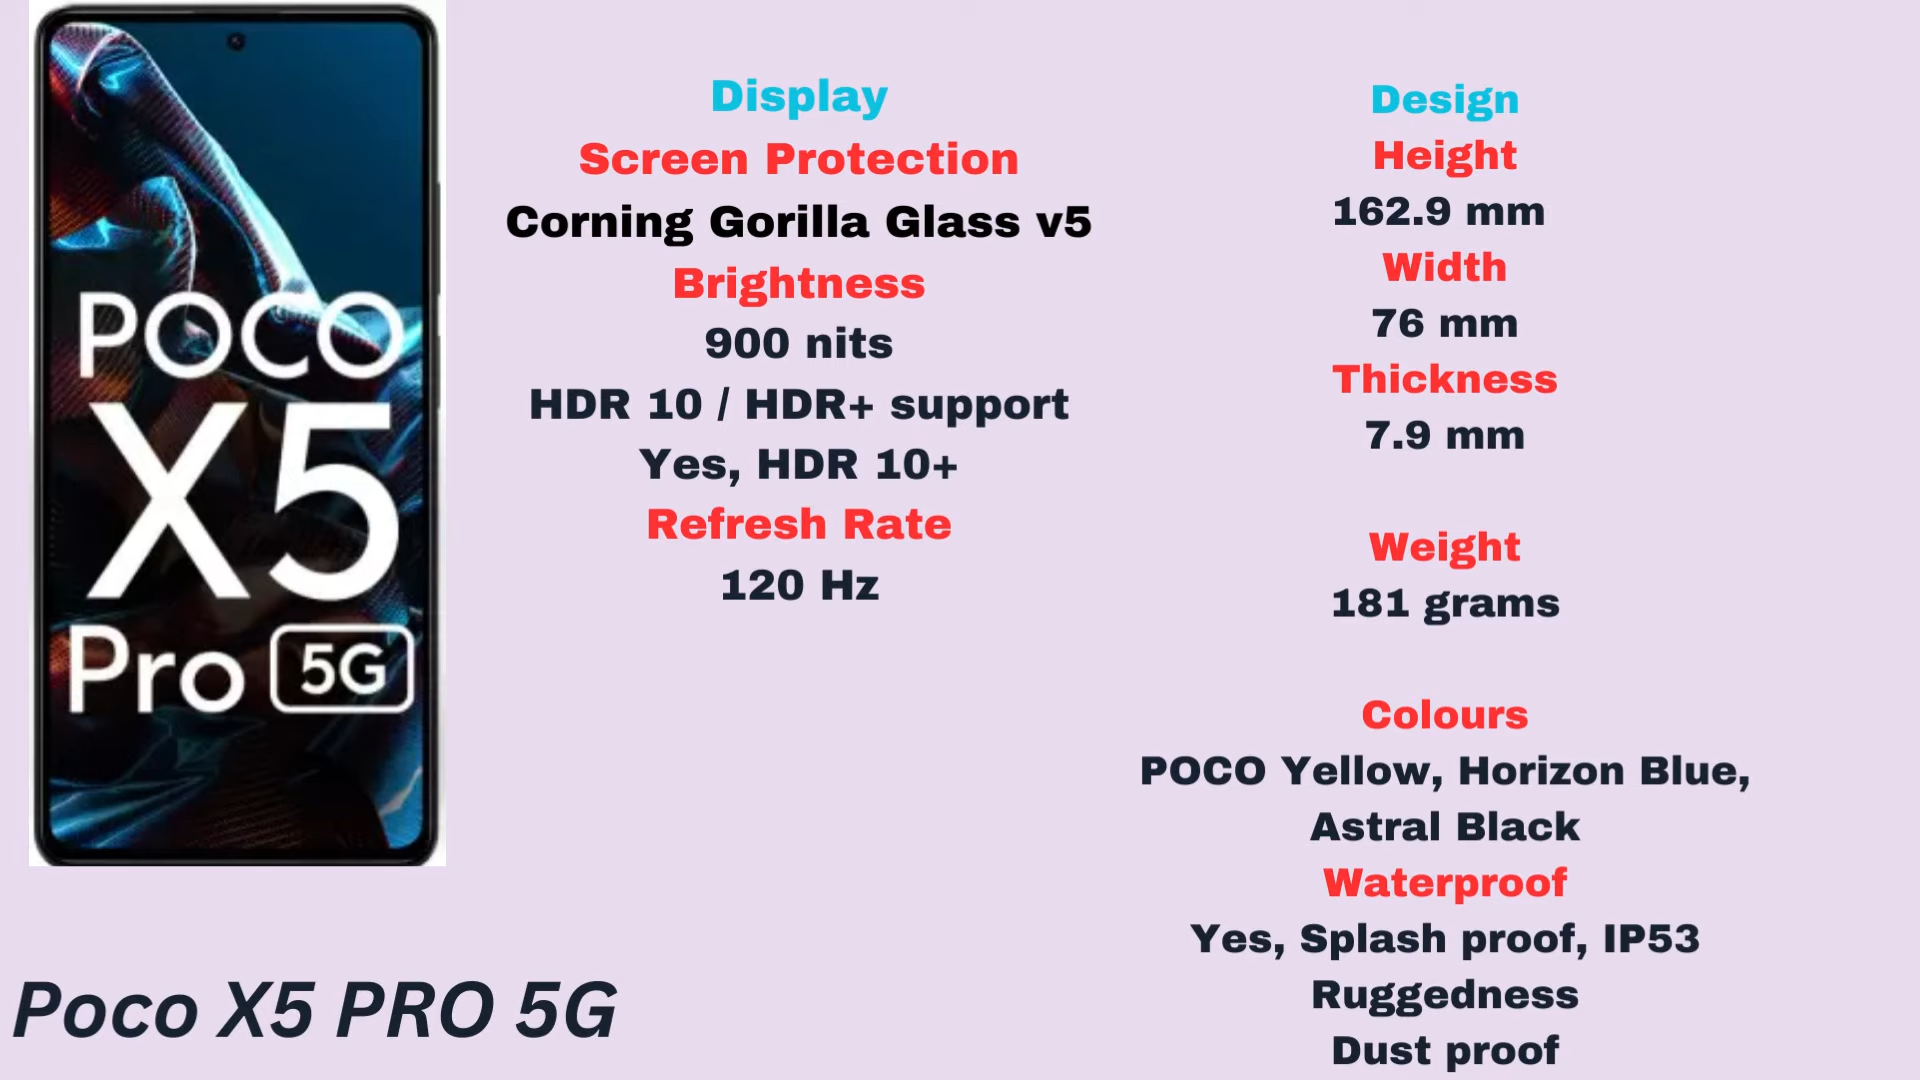 POCO
X5
Pro 5G
Poco X5 PRO 5G
Display
Screen Protection
Corning Gorilla Glass v5
Brightness
900 nits
HDR 10 / HDR+ support
Yes, HDR 10+
Refresh Rate
120 Hz
Design
Height
162.9 mm
Width
76 mm
Thickness
7.9 mm
Weight
181 grams
Colours
POCO Yellow, Horizon Blue,
Astral Black
Waterproof
Yes, Splash proof, IP53
Ruggedness
Dust proof